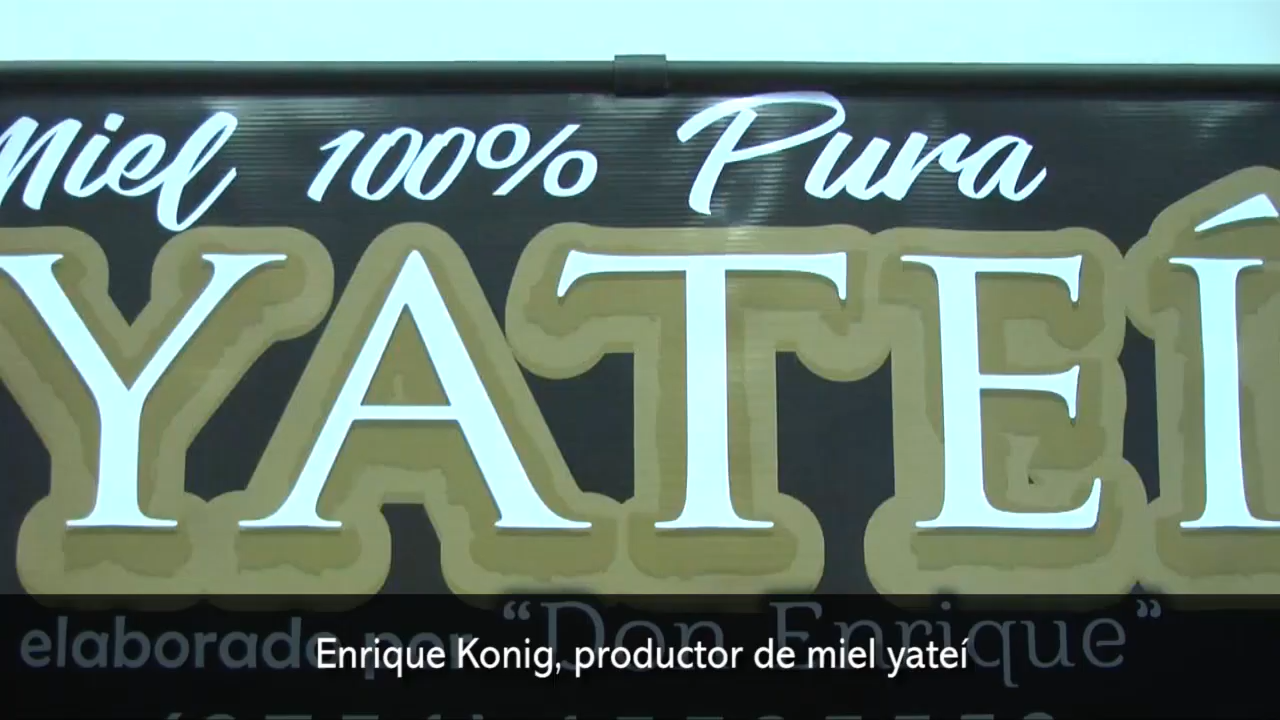 Miel 100% Pura
YATEÍ
elaborado por “Don Enrique”
Enrique Konig, productor de miel yateí